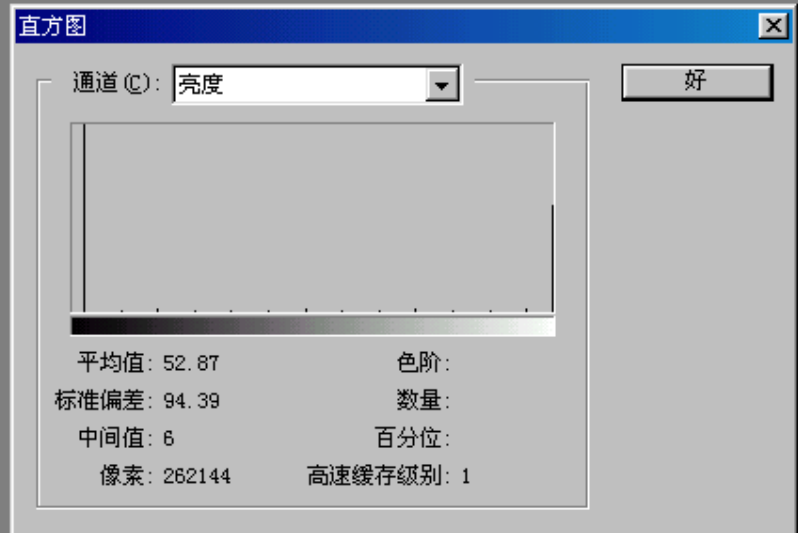 直方图
通道(C): 亮度
好
平均值: 52.87 色阶:
标准偏差: 94.39 数量:
中间值: 6 百分位:
像素: 262144 高速缓存级别: 1